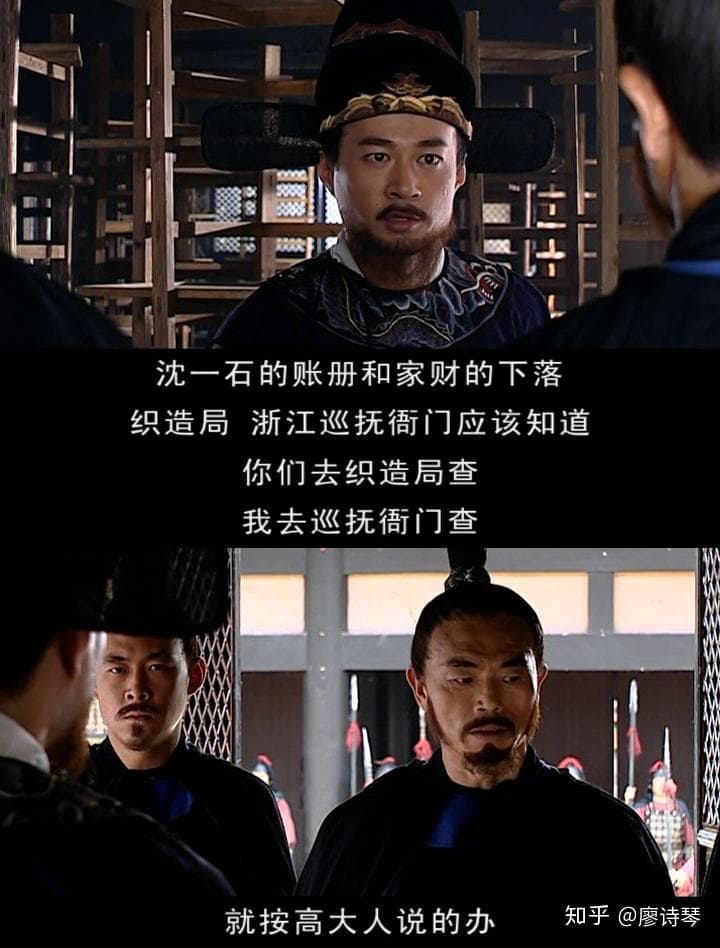 沈一石的账册和家财的下落
织造局 浙江巡抚衙门应该知道
你们去织造局查
我去巡抚衙门查
就按高大人说的办
知乎 @廖诗琴